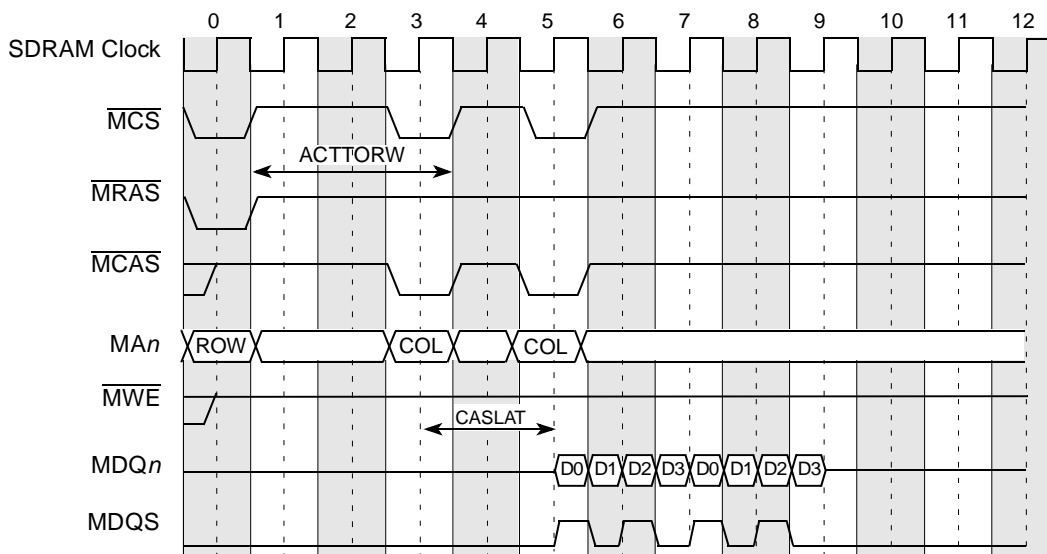 0 1 2 3 4 5 6 7 8 9 10 11 12
SDRAM Clock
MCS
ACTTORW
MRAS
MCAS
MAn ROW COL COL
MWE
CASLAT
MDQn D0 D1 D2 D3 D0 D1 D2 D3
MDQS